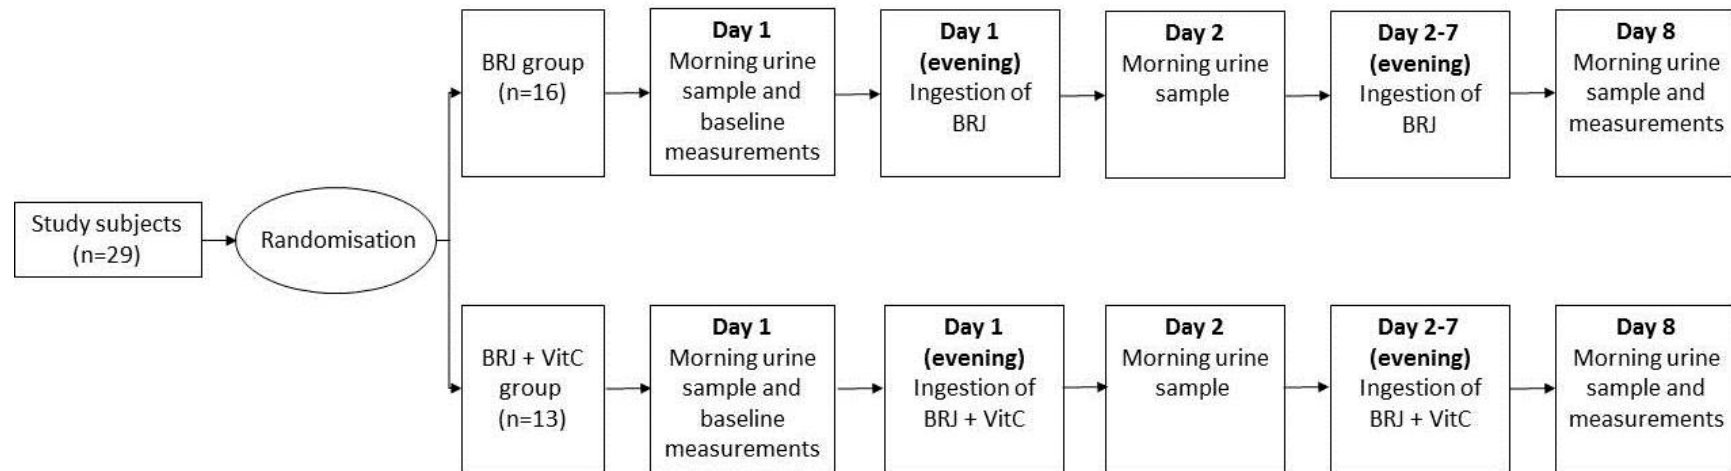 Study subjects
(n=29)
Randomisation
BRJ group
(n=16)
Day 1
Morning urine
sample and
baseline
measurements
Day 1
(evening)
Ingestion of
BRJ
Day 2
Morning urine
sample
Day 2-7
(evening)
Ingestion of
BRJ
Day 8
Morning urine
sample and
measurements
BRJ + VitC
group
(n=13)
Day 1
Morning urine
sample and
baseline
measurements
Day 1
(evening)
Ingestion of
BRJ + VitC
Day 2
Morning urine
sample
Day 2-7
(evening)
Ingestion of
BRJ + VitC
Day 8
Morning urine
sample and
measurements